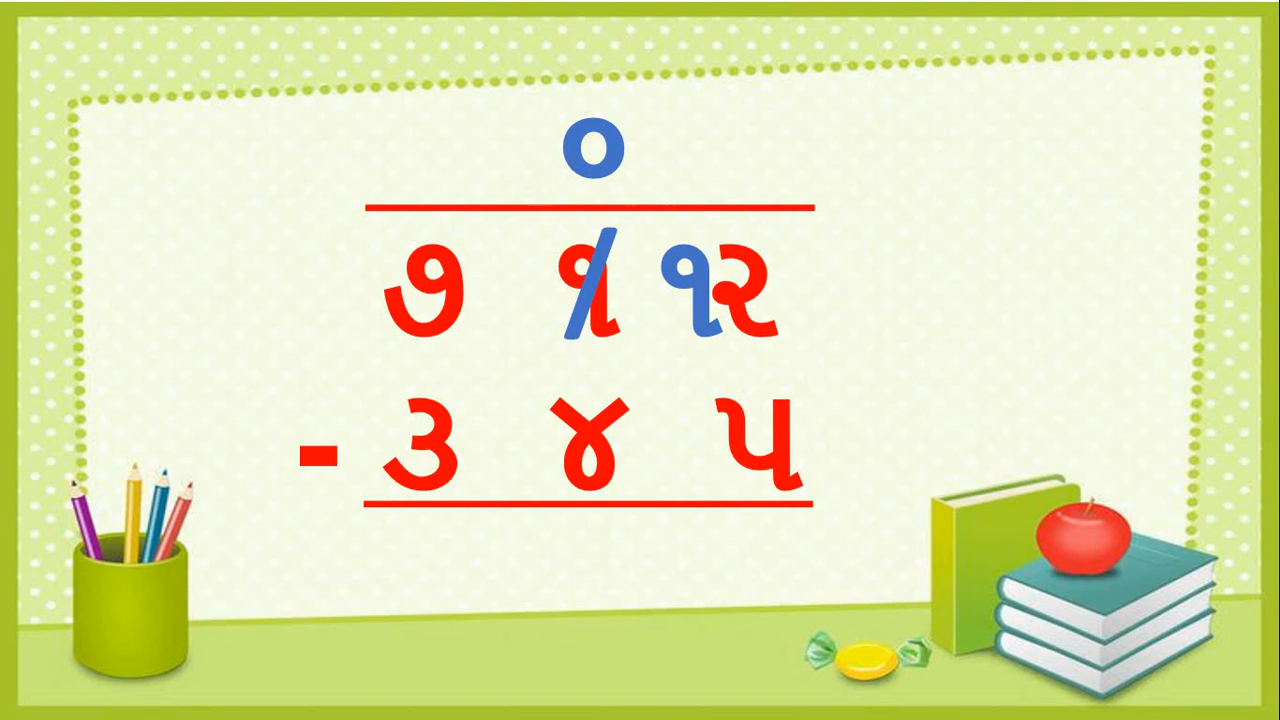 ૦
૭ ૧ ૧૨
- ૩ ૪ ૫